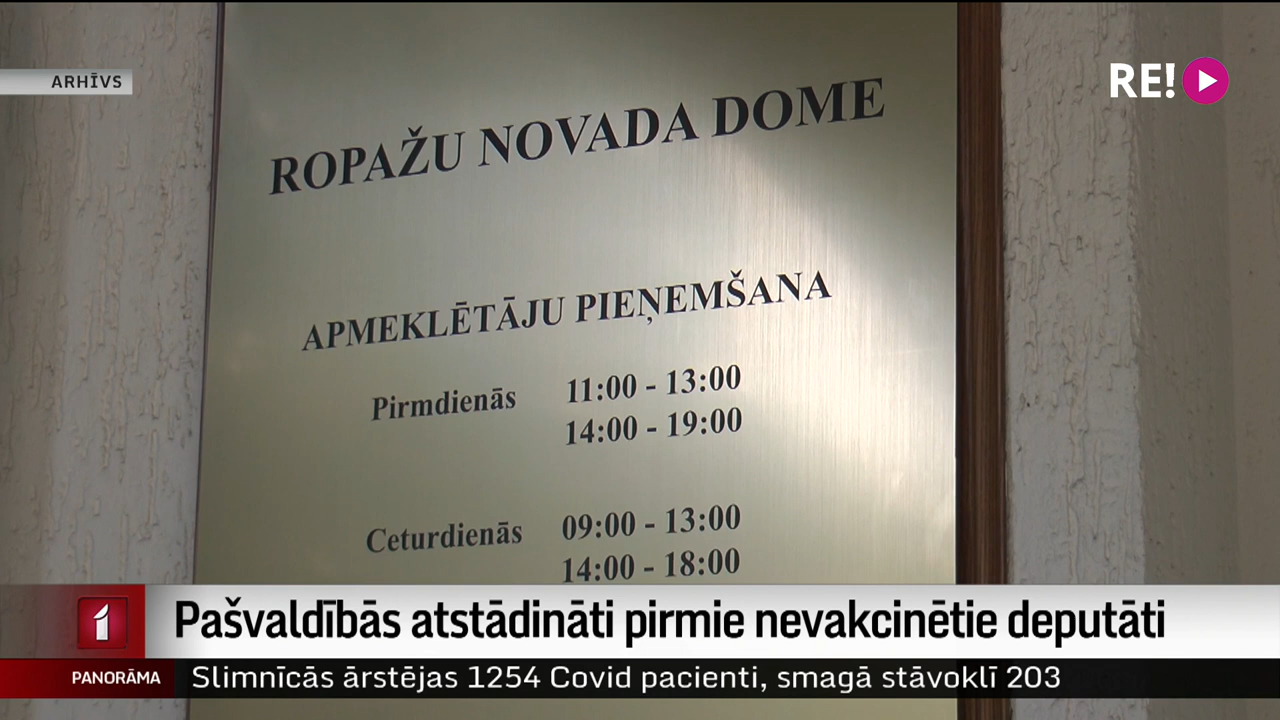 ARHĪVS
RE!
ROPAŽU NOVADA DOME
APMEKLĒTĀJU PIEŅEMŠANA
Pirmdienās 11:00 - 13:00
14:00 - 19:00
Ceturdienās 09:00 - 13:00
14:00 - 18:00
1 Pašvaldībās atstādināti pirmie nevakcinētie deputāti
PANORĀMA Slimnīcās ārstējas 1254 Covid pacienti, smagā stāvoklī 203